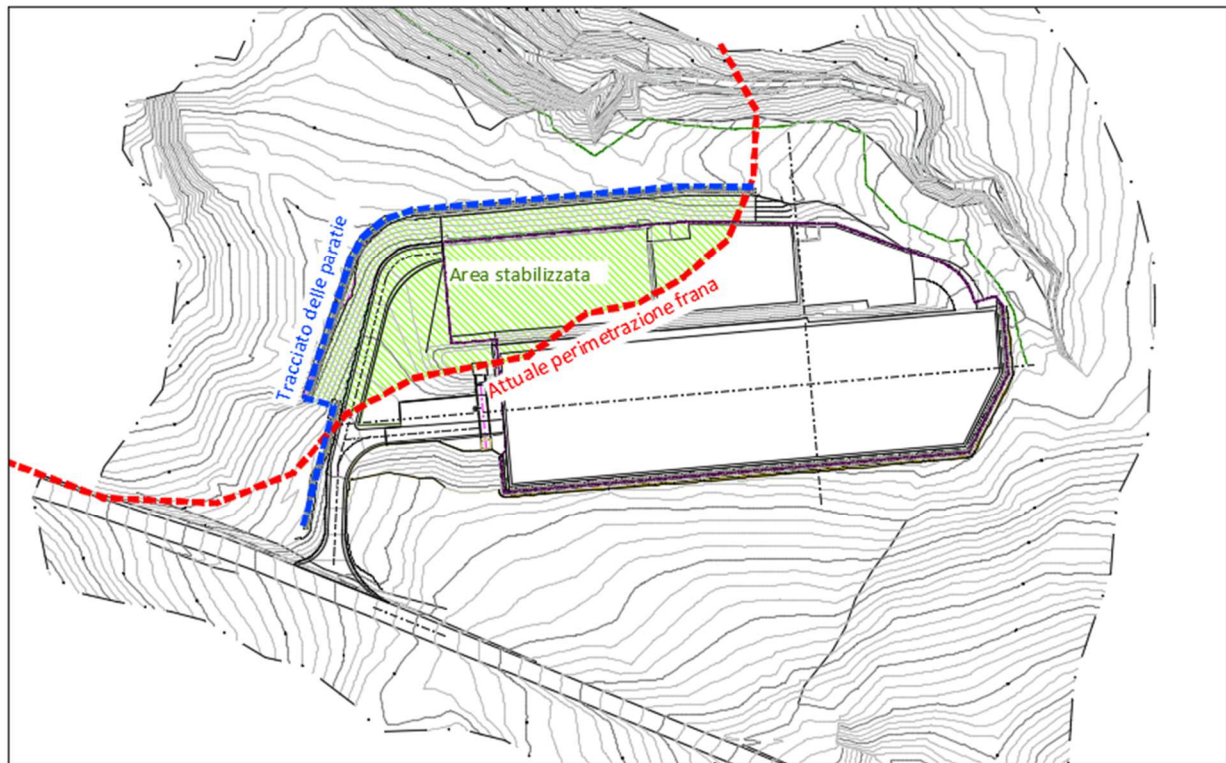 Area stabilizzata
Tracciato delle paratie
Attuale perimetrazione frana